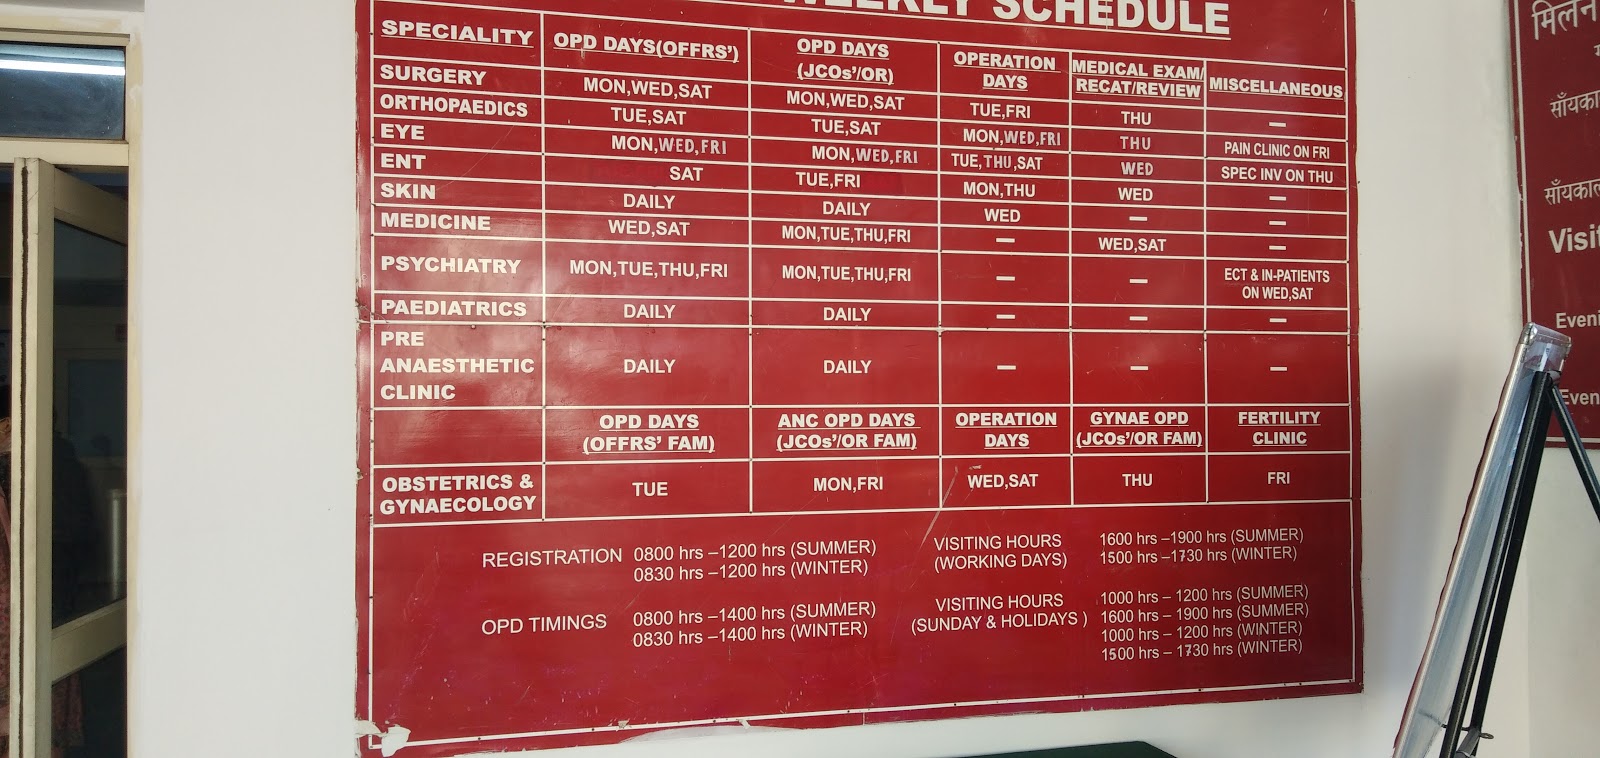 WEEKLY SCHEDULE
SPECIALITY OPD DAYS(OFFRS') OPD DAYS (JCOs'/OR) OPERATION DAYS MEDICAL EXAM/ RECAT/REVIEW MISCELLANEOUS
SURGERY MON,WED,SAT MON,WED,SAT TUE,FRI THU –
ORTHOPAEDICS TUE,SAT TUE,SAT MON,WED,FRI THU PAIN CLINIC ON FRI
EYE MON,WED,FRI MON,WED,FRI TUE,THU,SAT WED SPEC INV ON THU
ENT SAT TUE,FRI MON,THU WED –
SKIN DAILY DAILY WED – –
MEDICINE WED,SAT MON,TUE,THU,FRI – WED,SAT –
PSYCHIATRY MON,TUE,THU,FRI MON,TUE,THU,FRI – – ECT & IN-PATIENTS ON WED,SAT
PAEDIATRICS DAILY DAILY – – –
PRE ANAESTHETIC CLINIC DAILY DAILY – – –
OPD DAYS (OFFRS' FAM) ANC OPD DAYS (JCOs'/OR FAM) OPERATION DAYS GYNAE OPD (JCOs'/OR FAM) FERTILITY CLINIC
OBSTETRICS & GYNAECOLOGY TUE MON,FRI WED,SAT THU FRI
REGISTRATION 0800 hrs –1200 hrs (SUMMER)
0830 hrs –1200 hrs (WINTER)
OPD TIMINGS 0800 hrs –1400 hrs (SUMMER)
0830 hrs –1400 hrs (WINTER)
VISITING HOURS (WORKING DAYS) 1600 hrs –1900 hrs (SUMMER)
1500 hrs –1730 hrs (WINTER)
VISITING HOURS (SUNDAY & HOLIDAYS ) 1000 hrs – 1200 hrs (SUMMER)
1600 hrs – 1900 hrs (SUMMER)
1000 hrs – 1200 hrs (WINTER)
1500 hrs – 1730 hrs (WINTER)
मिलन
साँयका
साँयकाल
Visit
Eveni
Even